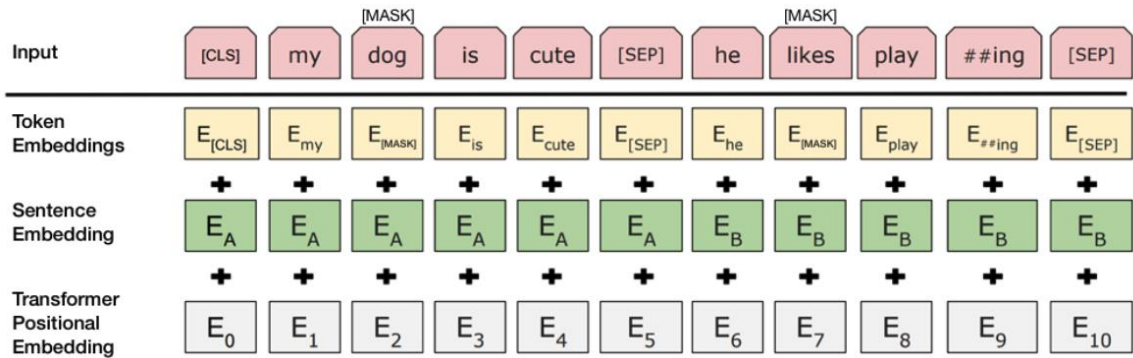 [MASK] [MASK]
Input [CLS] my dog is cute [SEP] he likes play ##ing [SEP]
Token
Embeddings E[CLS] Emy E[MASK] Eis Ecute E[SEP] Ehe E[MASK] Eplay E##ing E[SEP]
+ + + + + + + + + + +
Sentence
Embedding EA EA EA EA EA EA EB EB EB EB EB
+ + + + + + + + + + +
Transformer
Positional
Embedding E0 E1 E2 E3 E4 E5 E6 E7 E8 E9 E10